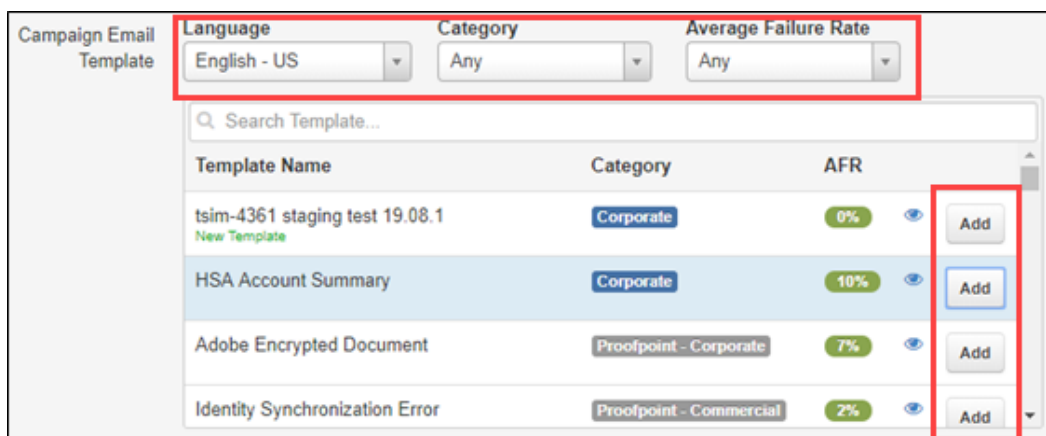 Campaign Email Template
Language Category Average Failure Rate
English - US Any Any
Search Template...
Template Name Category AFR
tsim-4361 staging test 19.08.1 Corporate 0% Add
New Template
HSA Account Summary Corporate 10% Add
Adobe Encrypted Document Proofpoint - Corporate 7% Add
Identity Synchronization Error Proofpoint - Commercial 2% Add